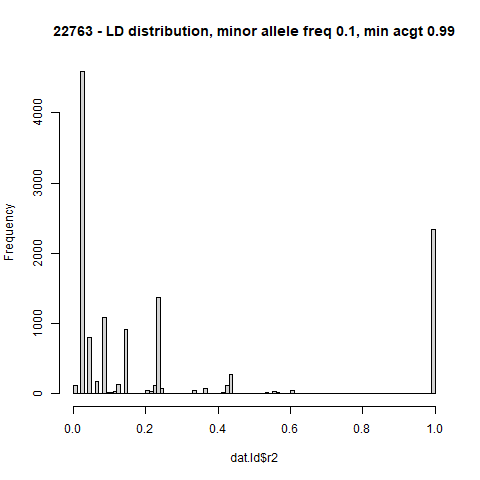 22763 - LD distribution, minor allele freq 0.1, min acgt 0.99
Frequency
4000
3000
2000
1000
0
0.0 0.2 0.4 0.6 0.8 1.0
dat.ld$r2